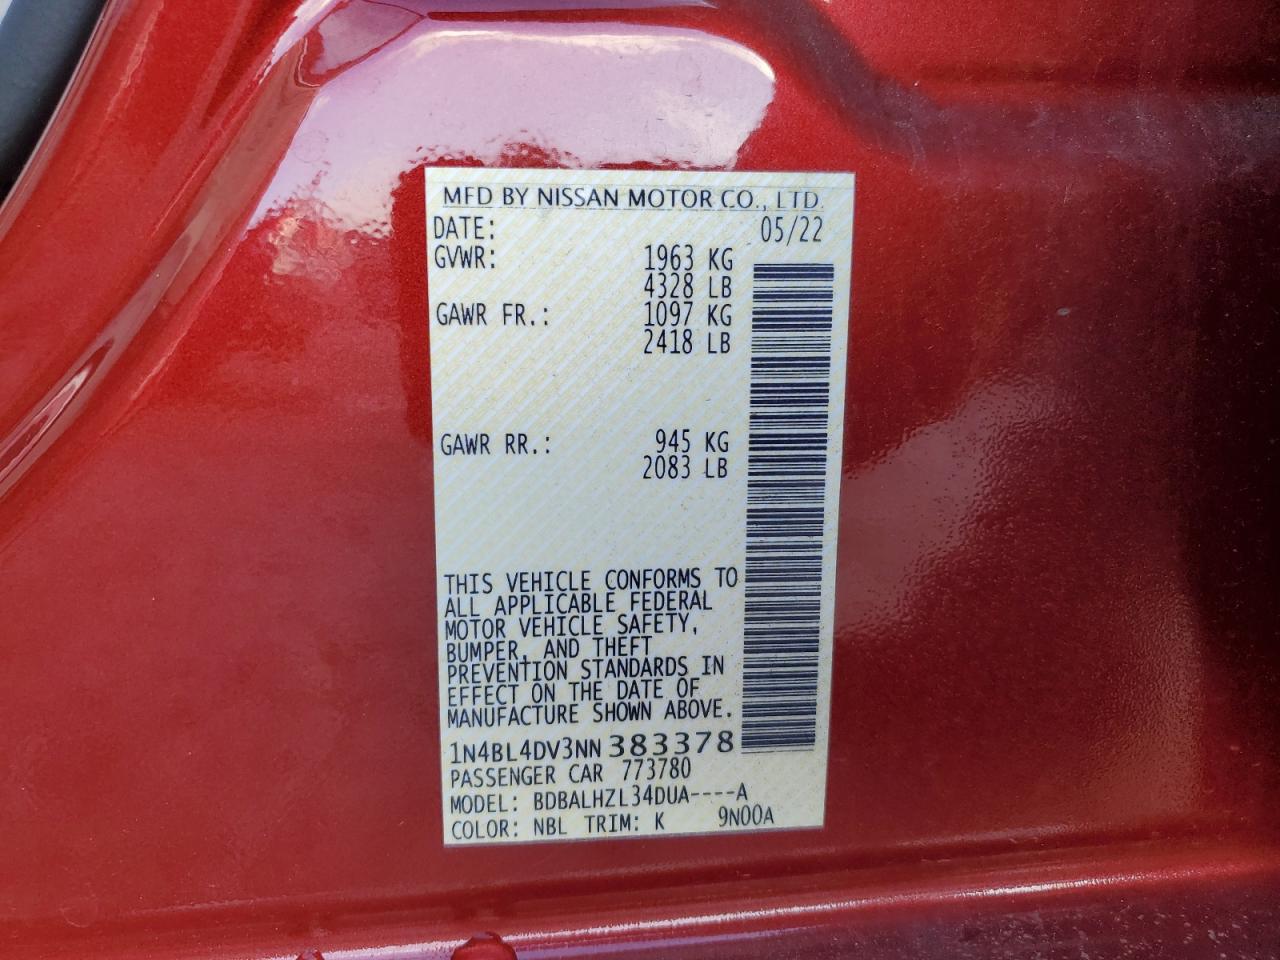 MFD BY NISSAN MOTOR CO., LTD.
DATE: 05/22
GVWR: 1963 KG
4328 LB
GAWR FR.: 1097 KG
2418 LB
GAWR RR.: 945 KG
2083 LB
THIS VEHICLE CONFORMS TO
ALL APPLICABLE FEDERAL
MOTOR VEHICLE SAFETY,
BUMPER, AND THEFT
PREVENTION STANDARDS IN
EFFECT ON THE DATE OF
MANUFACTURE SHOWN ABOVE.
1N4BL4DV3NN383378
PASSENGER CAR 773780
MODEL: BDBALHZL34DUA----A
COLOR: NBL TRIM: K 9N00A